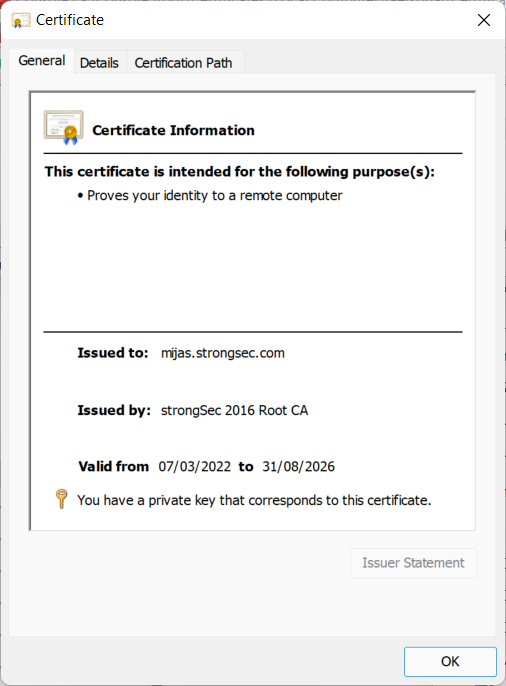 Certificate
General
Details
Certification Path
Certificate Information
This certificate is intended for the following purpose(s):
• Proves your identity to a remote computer
Issued to: mijas.strongsec.com
Issued by: strongSec 2016 Root CA
Valid from 07/03/2022 to 31/08/2026
You have a private key that corresponds to this certificate.
Issuer Statement
OK